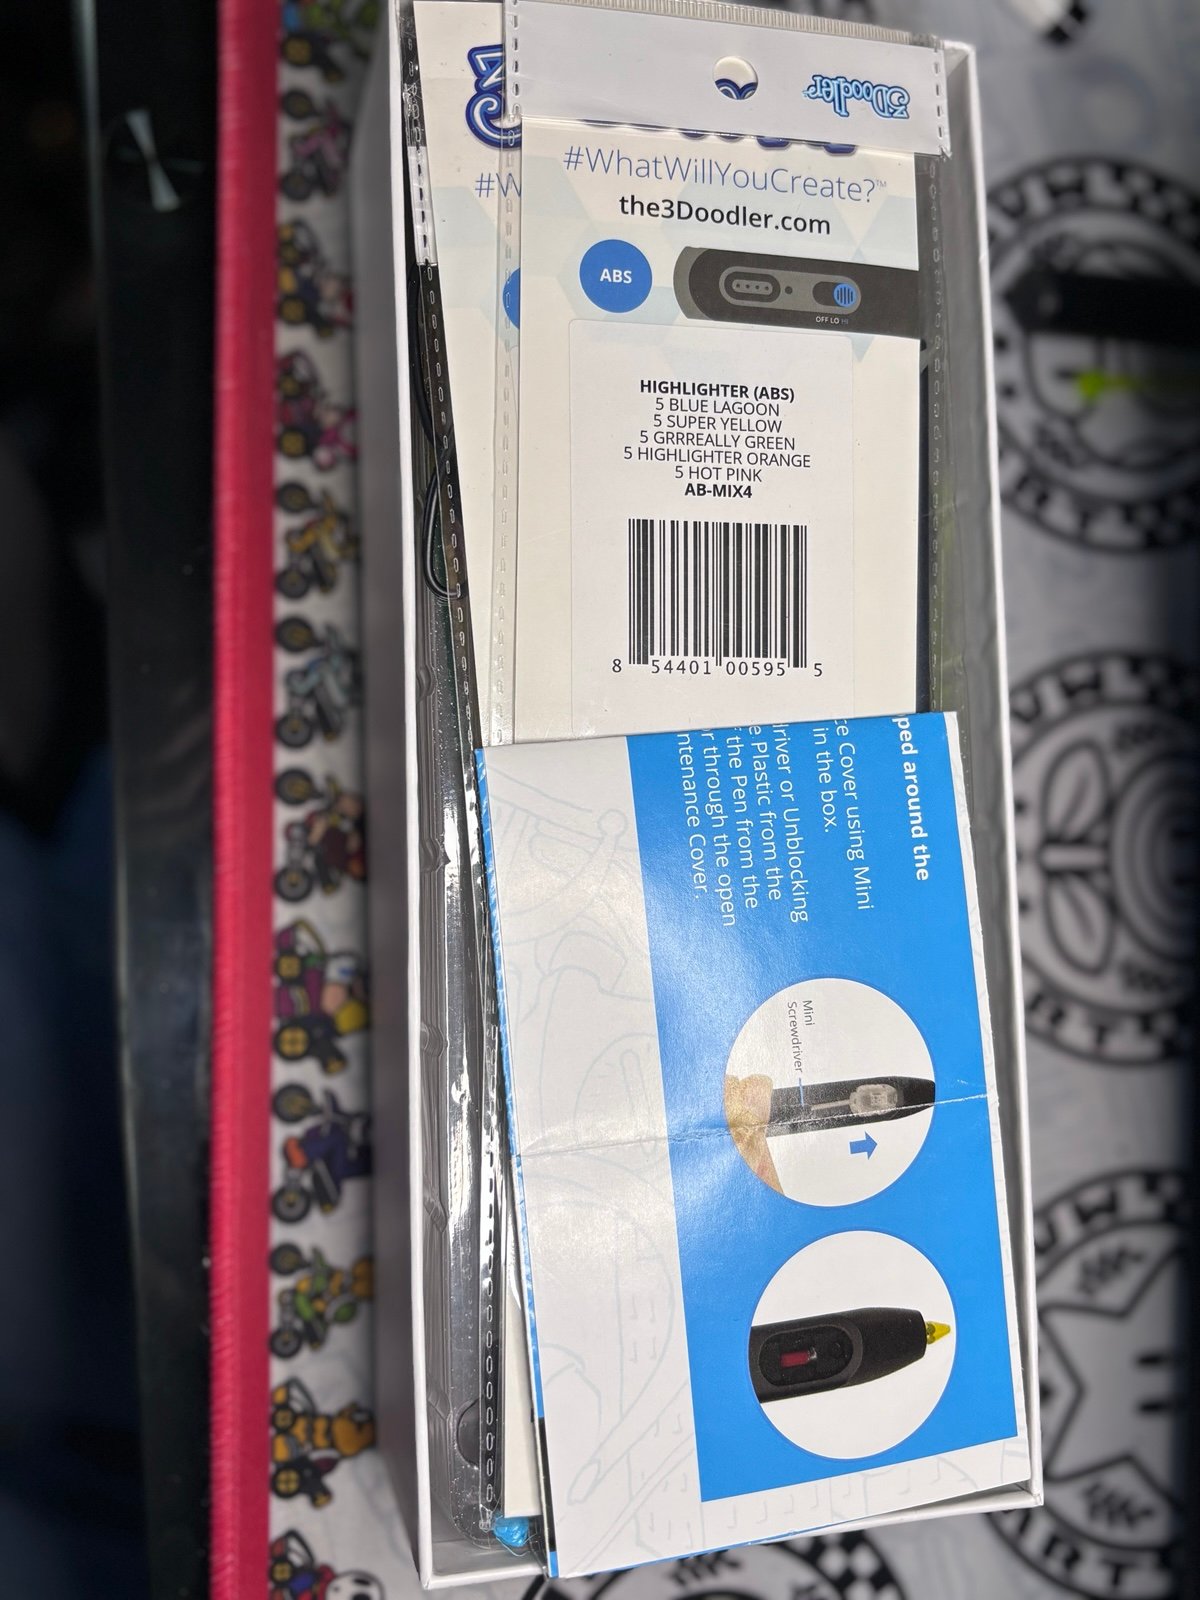 3Doodler
#WhatWillYouCreate?™
the3Doodler.com
#W
ABS
OFF LO HI
HIGHLIGHTER (ABS)
5 BLUE LAGOON
5 SUPER YELLOW
5 GRRREALLY GREEN
5 HIGHLIGHTER ORANGE
5 HOT PINK
AB-MIX4
8 54401 00595 5
ped around the
ce Cover using Mini
in the box.
driver or Unblocking
e Plastic from the
the Pen from the
r through the open
ntenance Cover.
Mini
Screwdriver